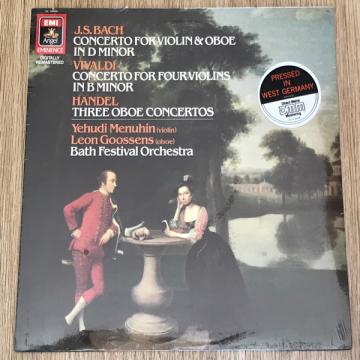 EMI
Angel
EMINENCE
DIGITALLY
REMASTERED
J.S. BACH
CONCERTO FOR VIOLIN & OBOE
IN D MINOR
VIVALDI
CONCERTO FOR FOUR VIOLINS
IN B MINOR
HANDEL
THREE OBOE CONCERTOS
Yehudi Menuhin (violin)
Leon Goossens (oboe)
Bath Festival Orchestra
PRESSED
IN
WEST GERMANY
DMM